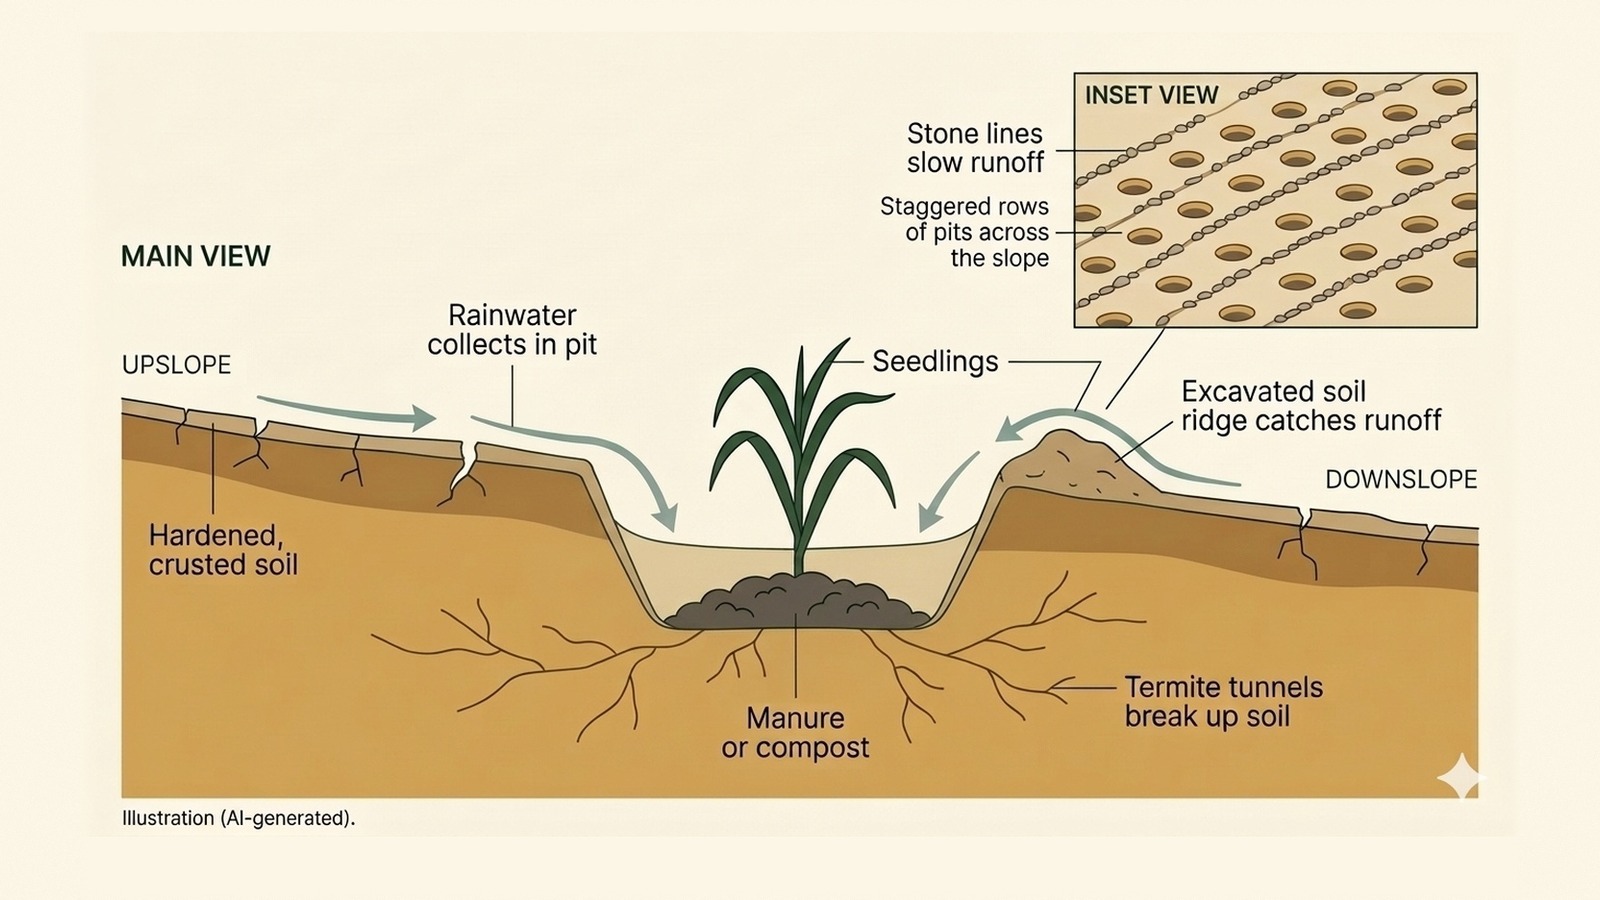 INSET VIEW
Stone lines
slow runoff
Staggered rows
of pits across
the slope
MAIN VIEW
Rainwater
collects in pit
UPSLOPE
Seedlings
Excavated soil
ridge catches runoff
DOWNSLOPE
Hardened,
crusted soil
Termite tunnels
break up soil
Manure
or compost
Illustration (AI-generated).